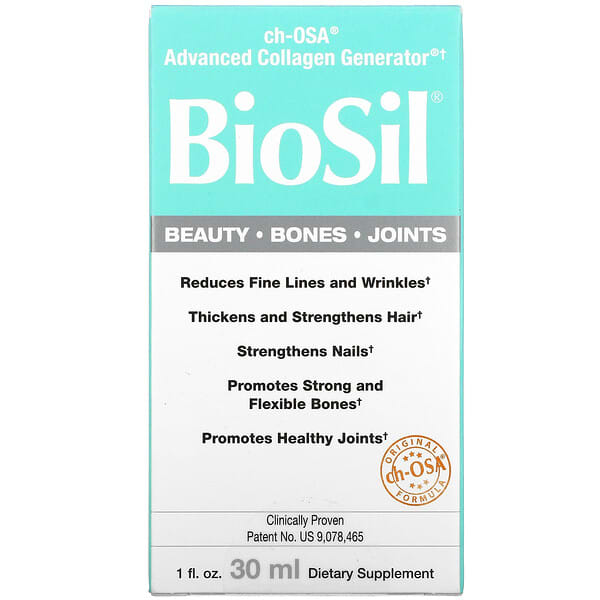 ch-OSA®
Advanced Collagen Generator®†
BioSil®
BEAUTY • BONES • JOINTS
Reduces Fine Lines and Wrinkles†
Thickens and Strengthens Hair†
Strengthens Nails†
Promotes Strong and
Flexible Bones†
Promotes Healthy Joints†
ORIGINAL
ch-OSA®
FORMULA
Clinically Proven
Patent No. US 9,078,465
1 fl. oz. 30 ml Dietary Supplement